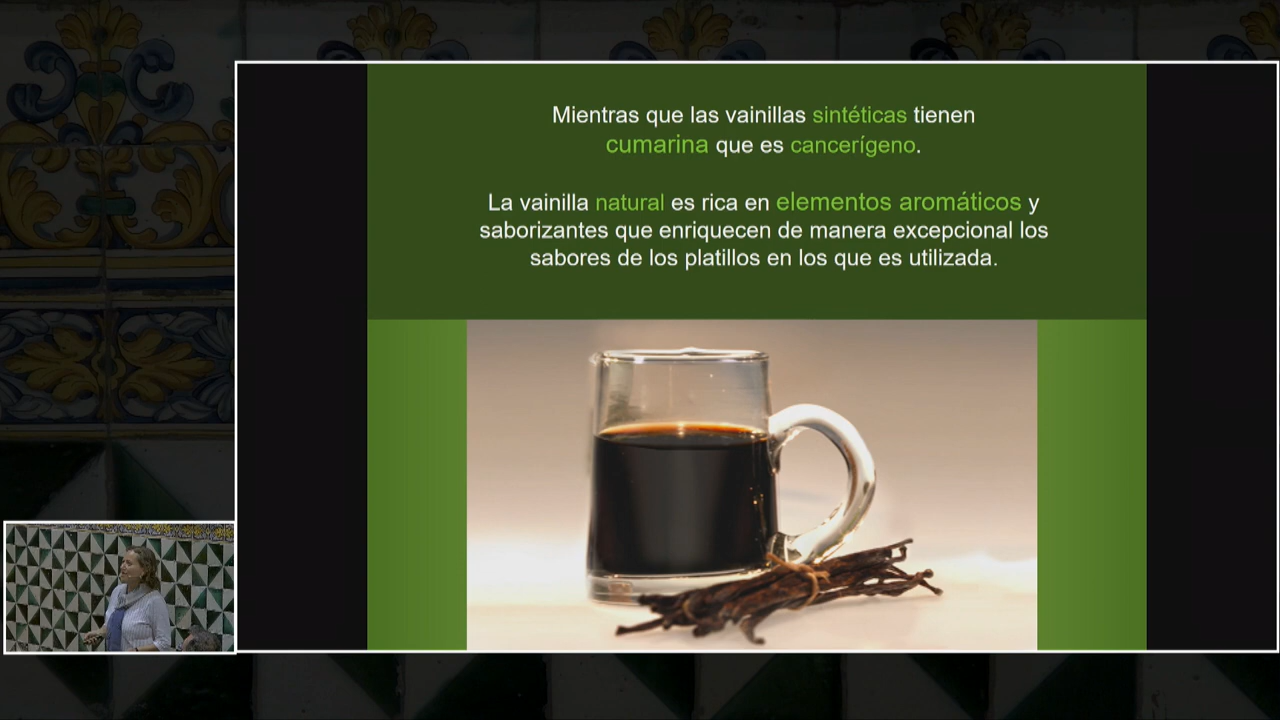 Mientras que las vainillas sintéticas tienen
cumarina que es cancerígeno.
La vainilla natural es rica en elementos aromáticos y
saborizantes que enriquecen de manera excepcional los
sabores de los platillos en los que es utilizada.